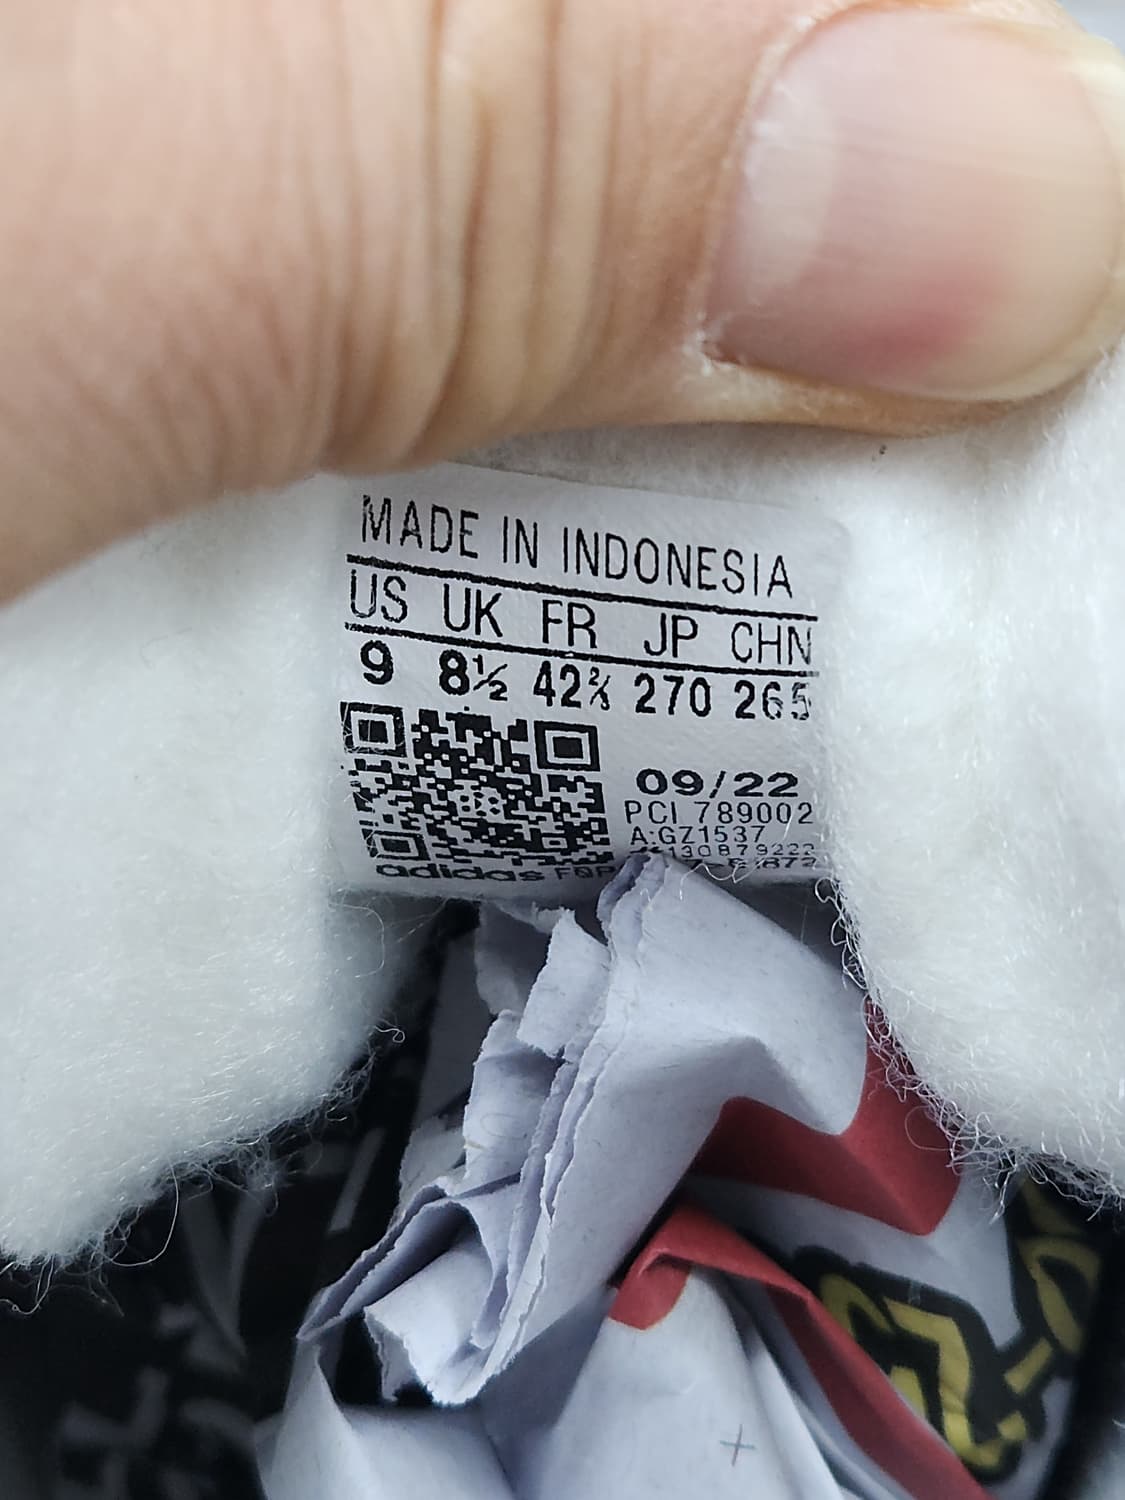 MADE IN INDONESIA
US UK FR JP CHN
9 8½ 42⅔ 270 265
09/22
PCI 789002
A:GZ1537
#130879222
adidas